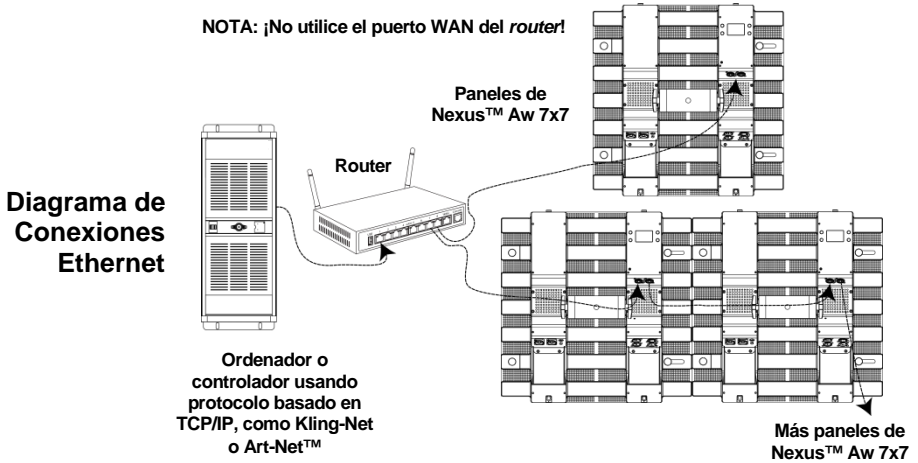 NOTA: ¡No utilice el puerto WAN del router!
Paneles de
Nexus™ Aw 7x7
Router
Diagrama de
Conexiones
Ethernet
Ordenador o
controlador usando
protocolo basado en
TCP/IP, como Kling-Net
o Art-Net™
Más paneles de
Nexus™ Aw 7x7